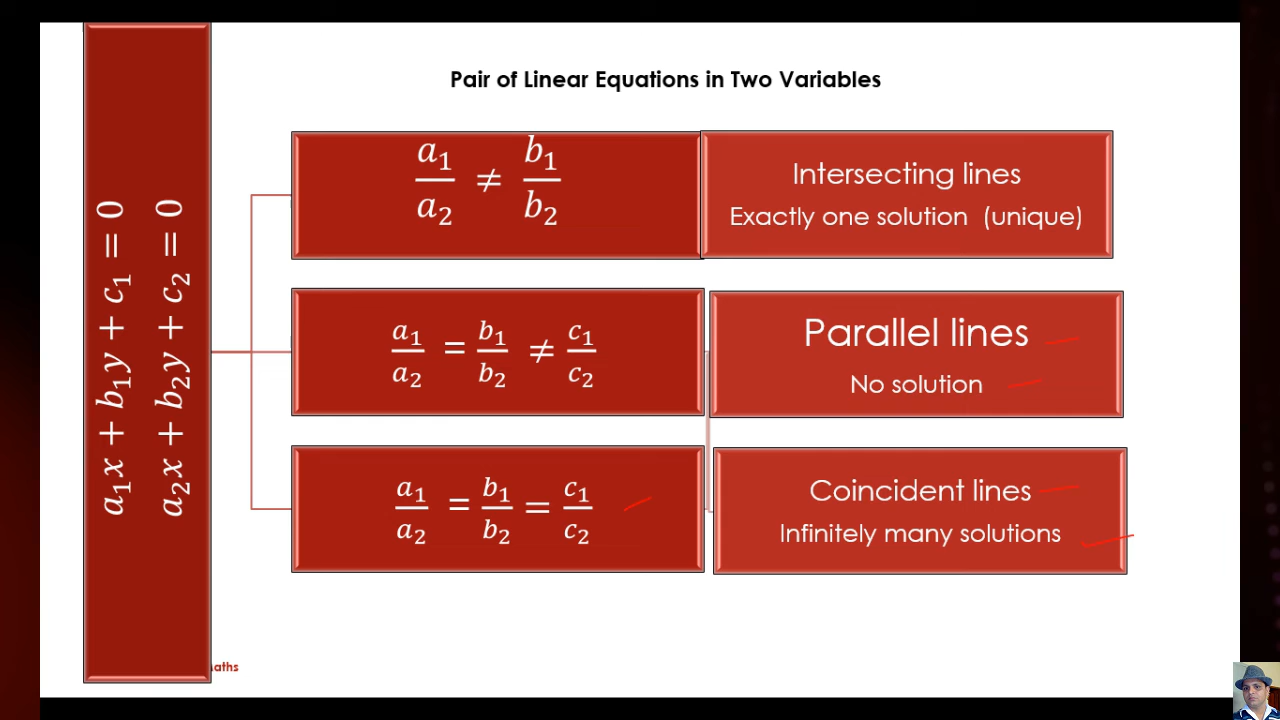 Pair of Linear Equations in Two Variables
a₁x + b₁y + c₁ = 0
a₂x + b₂y + c₂ = 0
a₁/a₂ ≠ b₁/b₂
Intersecting lines
Exactly one solution (unique)
a₁/a₂ = b₁/b₂ ≠ c₁/c₂
Parallel lines
No solution
a₁/a₂ = b₁/b₂ = c₁/c₂
Coincident lines
Infinitely many solutions